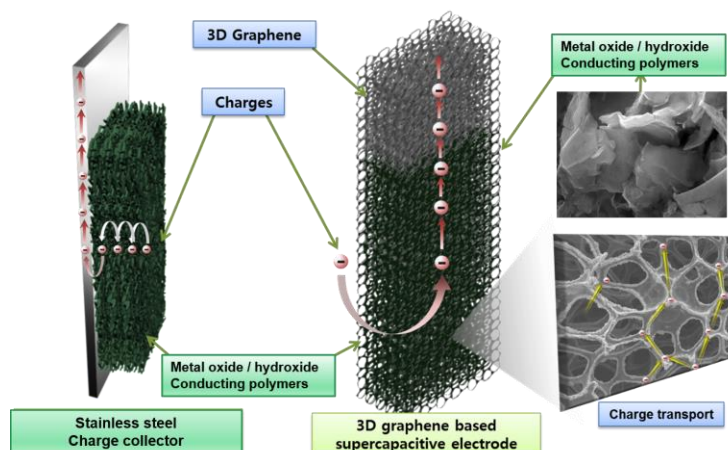 3D Graphene
Metal oxide / hydroxide
Conducting polymers
Charges
Metal oxide / hydroxide
Conducting polymers
Stainless steel
Charge collector
3D graphene based
supercapacitive electrode
Charge transport